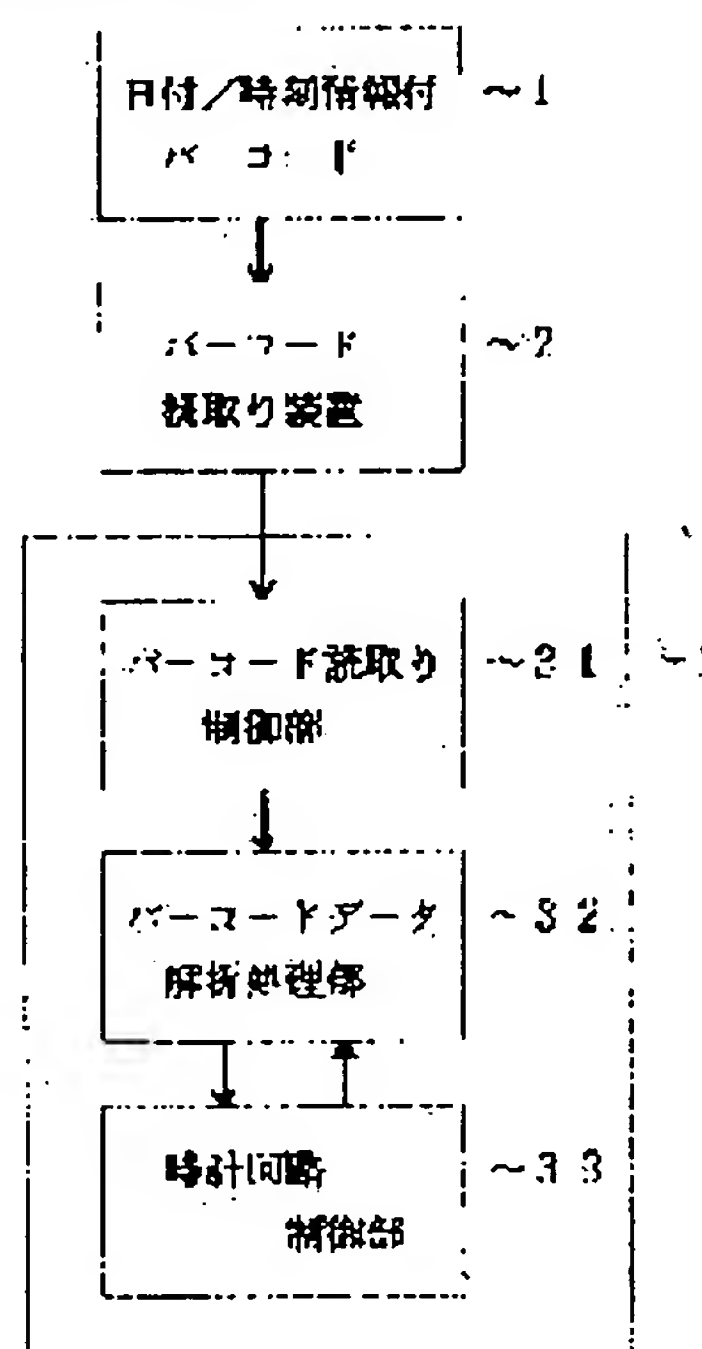 日付／時刻情報付 ～1
バーコード
バーコード ～2
読取り装置
バーコード読取り ～31
制御部
バーコードデータ ～32
解析処理部
時計回路 ～33
制御部